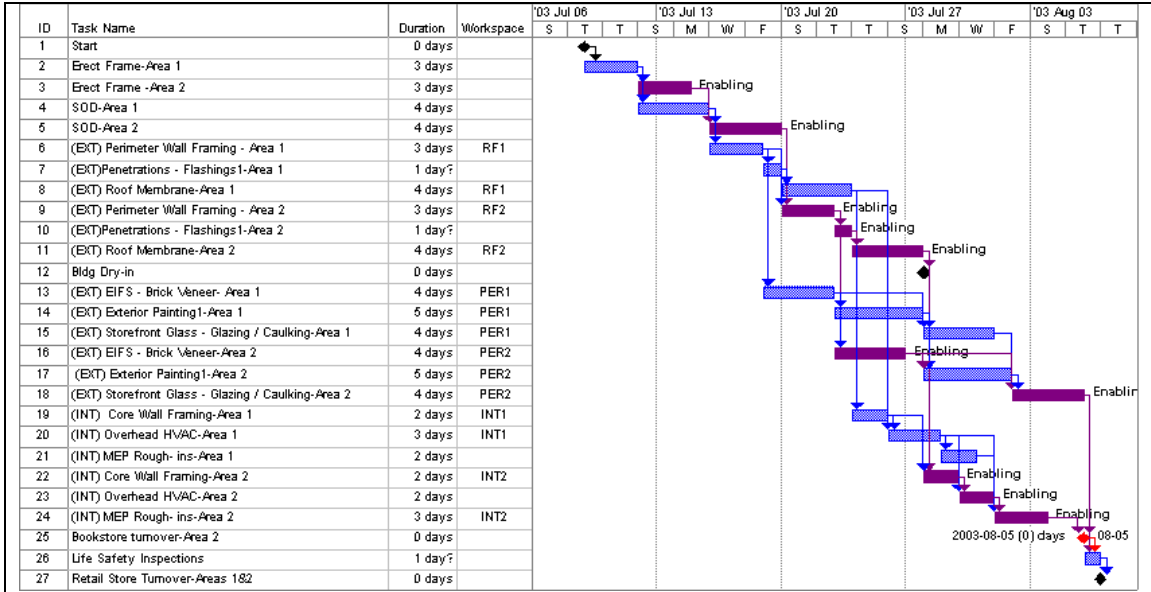 '03 Jul 06 '03 Jul 13 '03 Jul 20 '03 Jul 27 '03 Aug 03
ID Task Name Duration Workspace S T T S M W F S T T S M W F S T T
1 Start 0 days
2 Erect Frame-Area 1 3 days
3 Erect Frame -Area 2 3 days Enabling
4 SOD-Area 1 4 days
5 SOD-Area 2 4 days Enabling
6 (EXT) Perimeter Wall Framing - Area 1 3 days RF1
7 (EXT)Penetrations - Flashings1-Area 1 1 day?
8 (EXT) Roof Membrane-Area 1 4 days RF1
9 (EXT) Perimeter Wall Framing - Area 2 3 days RF2 Enabling
10 (EXT)Penetrations - Flashings1-Area 2 1 day? Enabling
11 (EXT) Roof Membrane-Area 2 4 days RF2 Enabling
12 Bldg Dry-in 0 days
13 (EXT) EIFS - Brick Veneer- Area 1 4 days PER1
14 (EXT) Exterior Painting1-Area 1 5 days PER1
15 (EXT) Storefront Glass - Glazing / Caulking-Area 1 4 days PER1
16 (EXT) EIFS - Brick Veneer-Area 2 4 days PER2 Enabling
17 (EXT) Exterior Painting1-Area 2 5 days PER2
18 (EXT) Storefront Glass - Glazing / Caulking-Area 2 4 days PER2 Enablin
19 (INT) Core Wall Framing-Area 1 2 days INT1
20 (INT) Overhead HVAC-Area 1 3 days INT1
21 (INT) MEP Rough- ins-Area 1 2 days
22 (INT) Core Wall Framing-Area 2 2 days INT2 Enabling
23 (INT) Overhead HVAC-Area 2 2 days Enabling
24 (INT) MEP Rough- ins-Area 2 3 days INT2 Enabling
25 Bookstore turnover-Area 2 0 days 2003-08-05 (0) days 08-05
26 Life Safety Inspections 1 day?
27 Retail Store Turnover-Areas 1&2 0 days